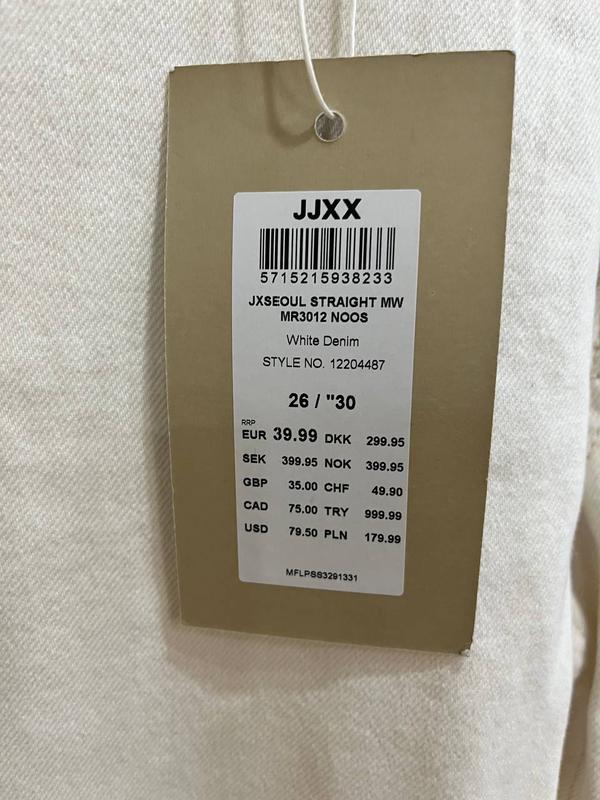 JJXX
5715215938233
JXSEOUL STRAIGHT MW
MR3012 NOOS
White Denim
STYLE NO. 12204487
26 / "30
RRP
EUR 39.99 DKK 299.95
SEK 399.95 NOK 399.95
GBP 35.00 CHF 49.90
CAD 75.00 TRY 999.99
USD 79.50 PLN 179.99
MFLPSS3291331